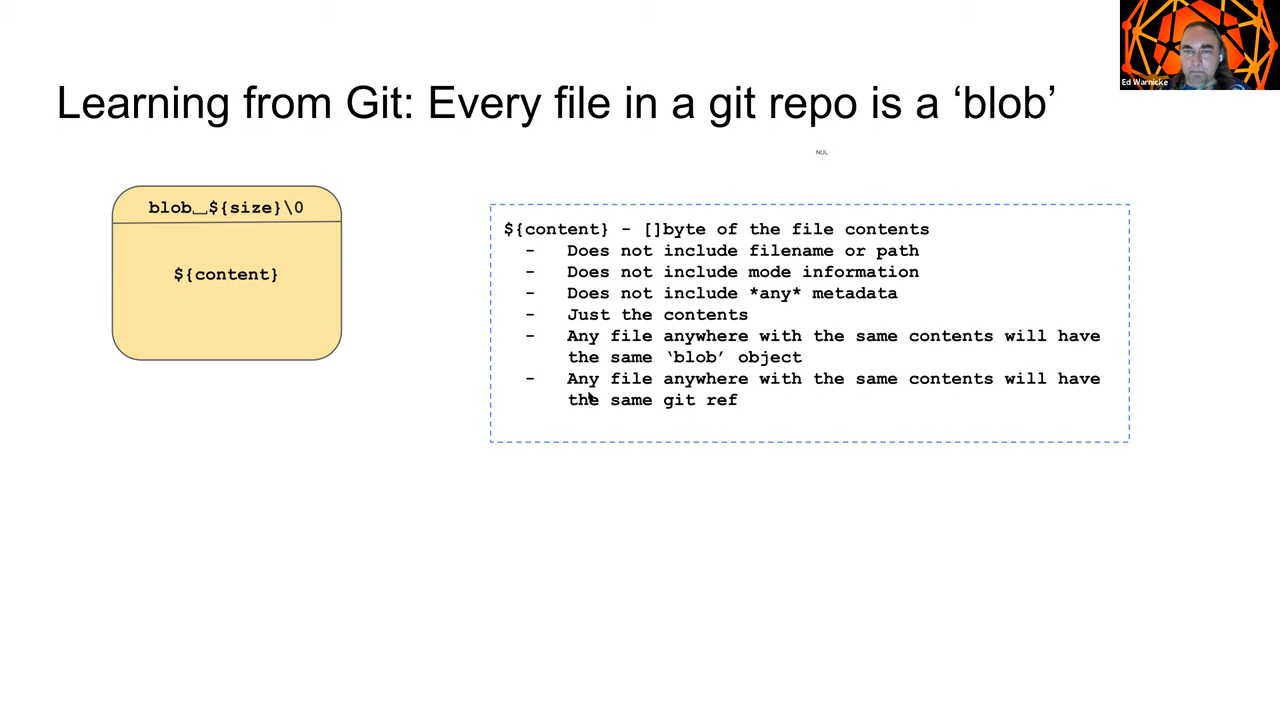 Ed Warnicke
Learning from Git: Every file in a git repo is a ‘blob’
NUL
blob␣${size}\0
${content}
${content} - []byte of the file contents
- Does not include filename or path
- Does not include mode information
- Does not include *any* metadata
- Just the contents
- Any file anywhere with the same contents will have
the same ‘blob’ object
- Any file anywhere with the same contents will have
the same git ref